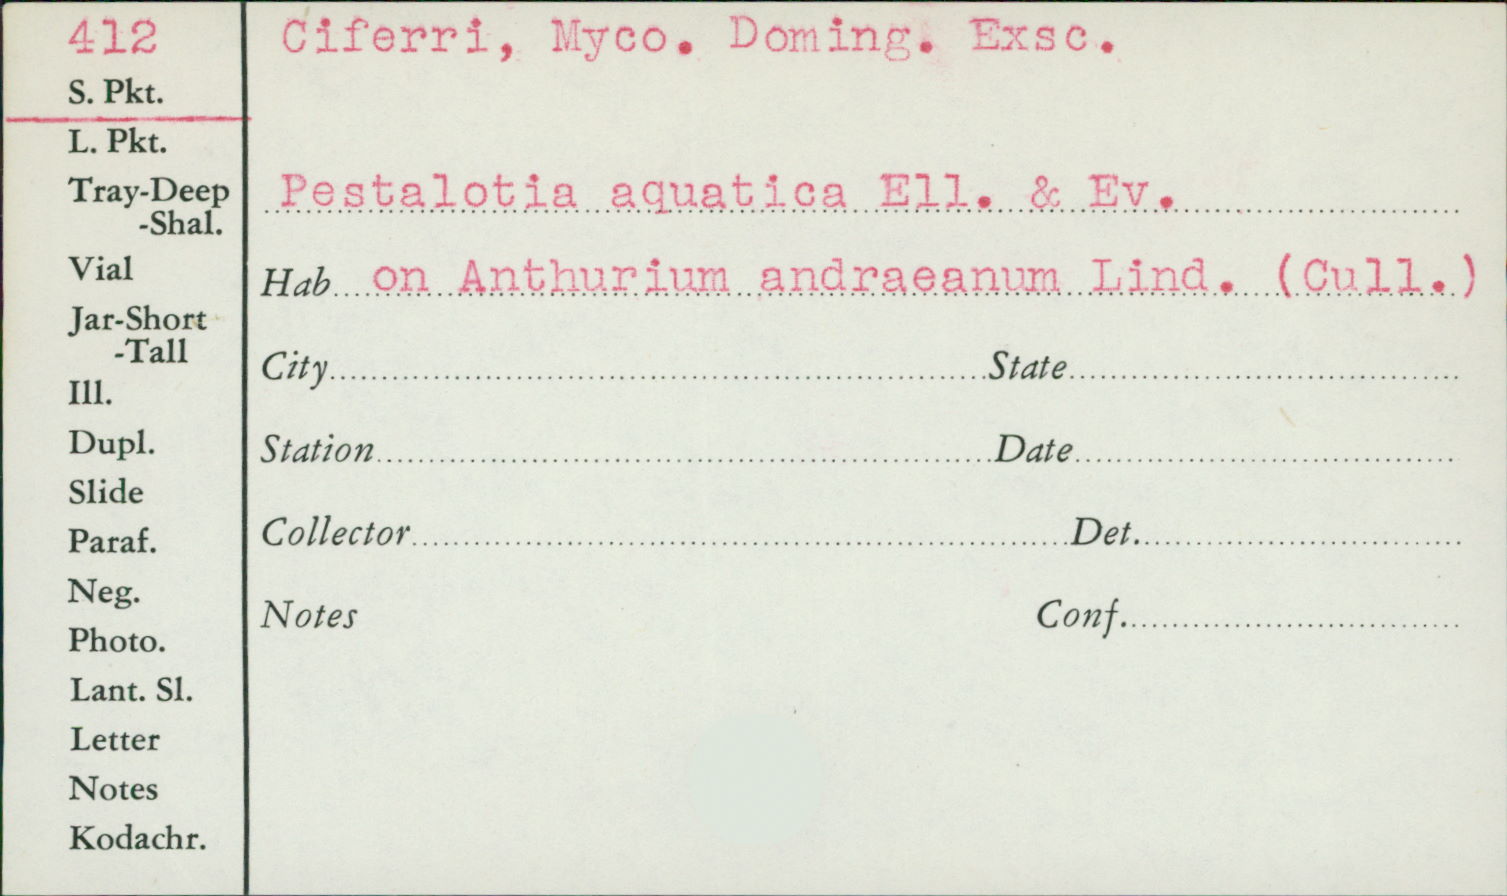 412
Ciferri, Myco. Doming. Exsc.
S. Pkt.
L. Pkt.
Tray-Deep
-Shal.
Vial
Jar-Short
-Tall
Ill.
Dupl.
Slide
Paraf.
Neg.
Photo.
Lant. Sl.
Letter
Notes
Kodachr.
Pestalotia aquatica Ell. & Ev.
Hab. on Anthurium andraeanum Lind. (Cull.)
City State
Station Date
Collector Det.
Notes Conf.